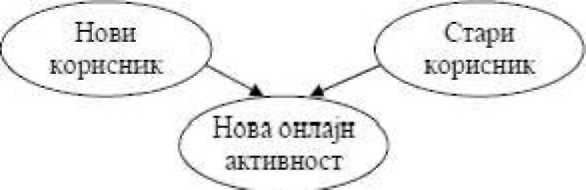 Нови
корисник
Стари
корисник
Нова онлајн
активност